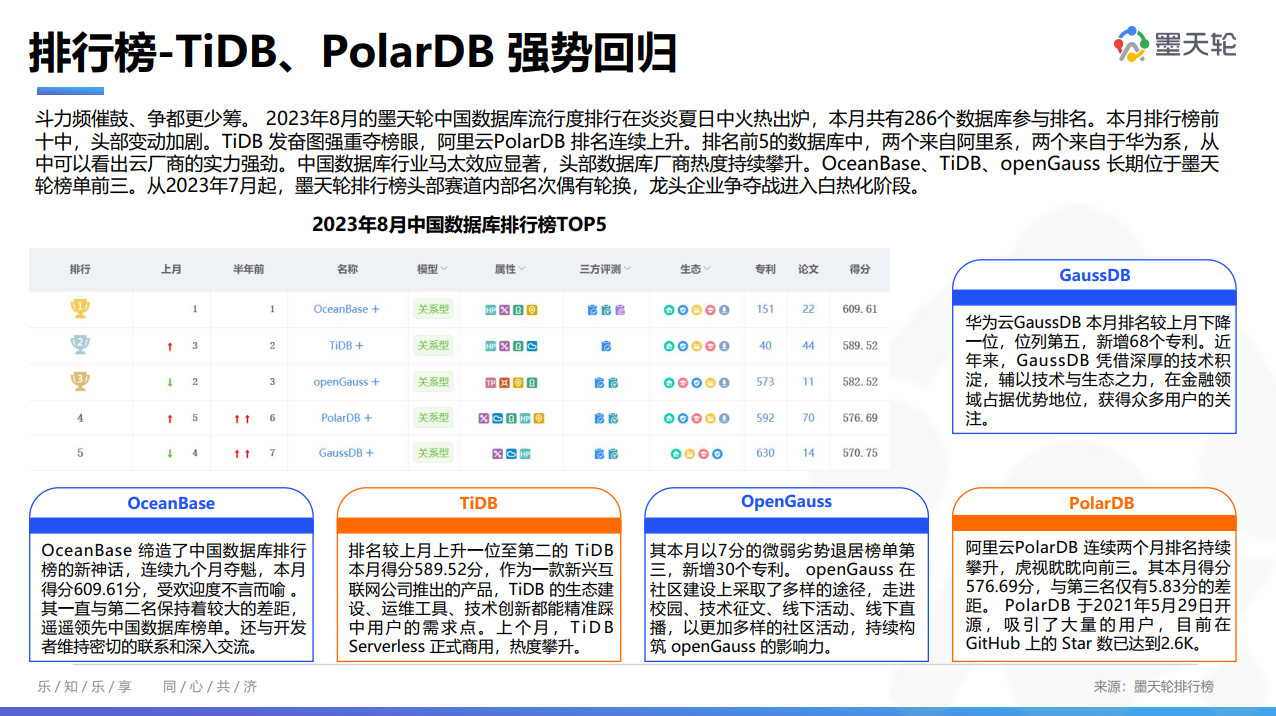 排行榜-TiDB、PolarDB 强势回归
墨天轮
斗力频催鼓、争都更少筹。 2023年8月的墨天轮中国数据库流行度排行在炎炎夏日中火热出炉，本月共有286个数据库参与排名。本月排行榜前
十中，头部变动加剧。TiDB 发奋图强重夺榜眼，阿里云PolarDB 排名连续上升。排名前5的数据库中，两个来自阿里系，两个来自于华为系，从
中可以看出云厂商的实力强劲。中国数据库行业马太效应显著，头部数据库厂商热度持续攀升。OceanBase、TiDB、openGauss 长期位于墨天
轮榜单前三。从2023年7月起，墨天轮排行榜头部赛道内部名次偶有轮换，龙头企业争夺战进入白热化阶段。
2023年8月中国数据库排行榜TOP5
排行 上月 半年前 名称 模型 属性 三方评测 生态 专利 论文 得分
1 1 1 OceanBase + 关系型 HP 151 22 609.61
2 ↑ 3 2 TiDB + 关系型 HP 40 44 589.52
3 ↓ 2 3 openGauss + 关系型 TP 573 11 582.52
4 ↑ 5 ↑↑ 6 PolarDB + 关系型 HP 592 70 576.69
5 ↓ 4 ↑↑ 7 GaussDB + 关系型 HP 630 14 570.75
GaussDB
华为云GaussDB 本月排名较上月下降
一位，位列第五，新增68个专利。近
年来，GaussDB 凭借深厚的技术积
淀，辅以技术与生态之力，在金融领
域占据优势地位，获得众多用户的关
注。
OceanBase
OceanBase 缔造了中国数据库排行
榜的新神话，连续九个月夺魁，本月
得分609.61分，受欢迎度不言而喻 。
其一直与第二名保持着较大的差距，
遥遥领先中国数据库榜单。还与开发
者维持密切的联系和深入交流。
TiDB
排名较上月上升一位至第二的 TiDB
本月得分589.52分，作为一款新兴互
联网公司推出的产品，TiDB 的生态建
设、运维工具、技术创新都能精准踩
中用户的需求点。上个月，TiDB
Serverless 正式商用，热度攀升。
OpenGauss
其本月以7分的微弱劣势退居榜单第
三，新增30个专利。 openGauss 在
社区建设上采取了多样的途径，走进
校园、技术征文、线下活动、线下直
播，以更加多样的社区活动，持续构
筑 openGauss 的影响力。
PolarDB
阿里云PolarDB 连续两个月排名持续
攀升，虎视眈眈向前三。其本月得分
576.69分，与第三名仅有5.83分的差
距。 PolarDB 于2021年5月29日开
源，吸引了大量的用户，目前在
GitHub 上的 Star 数已达到2.6K。
乐/知/乐/享 同/心/共/济
来源：墨天轮排行榜